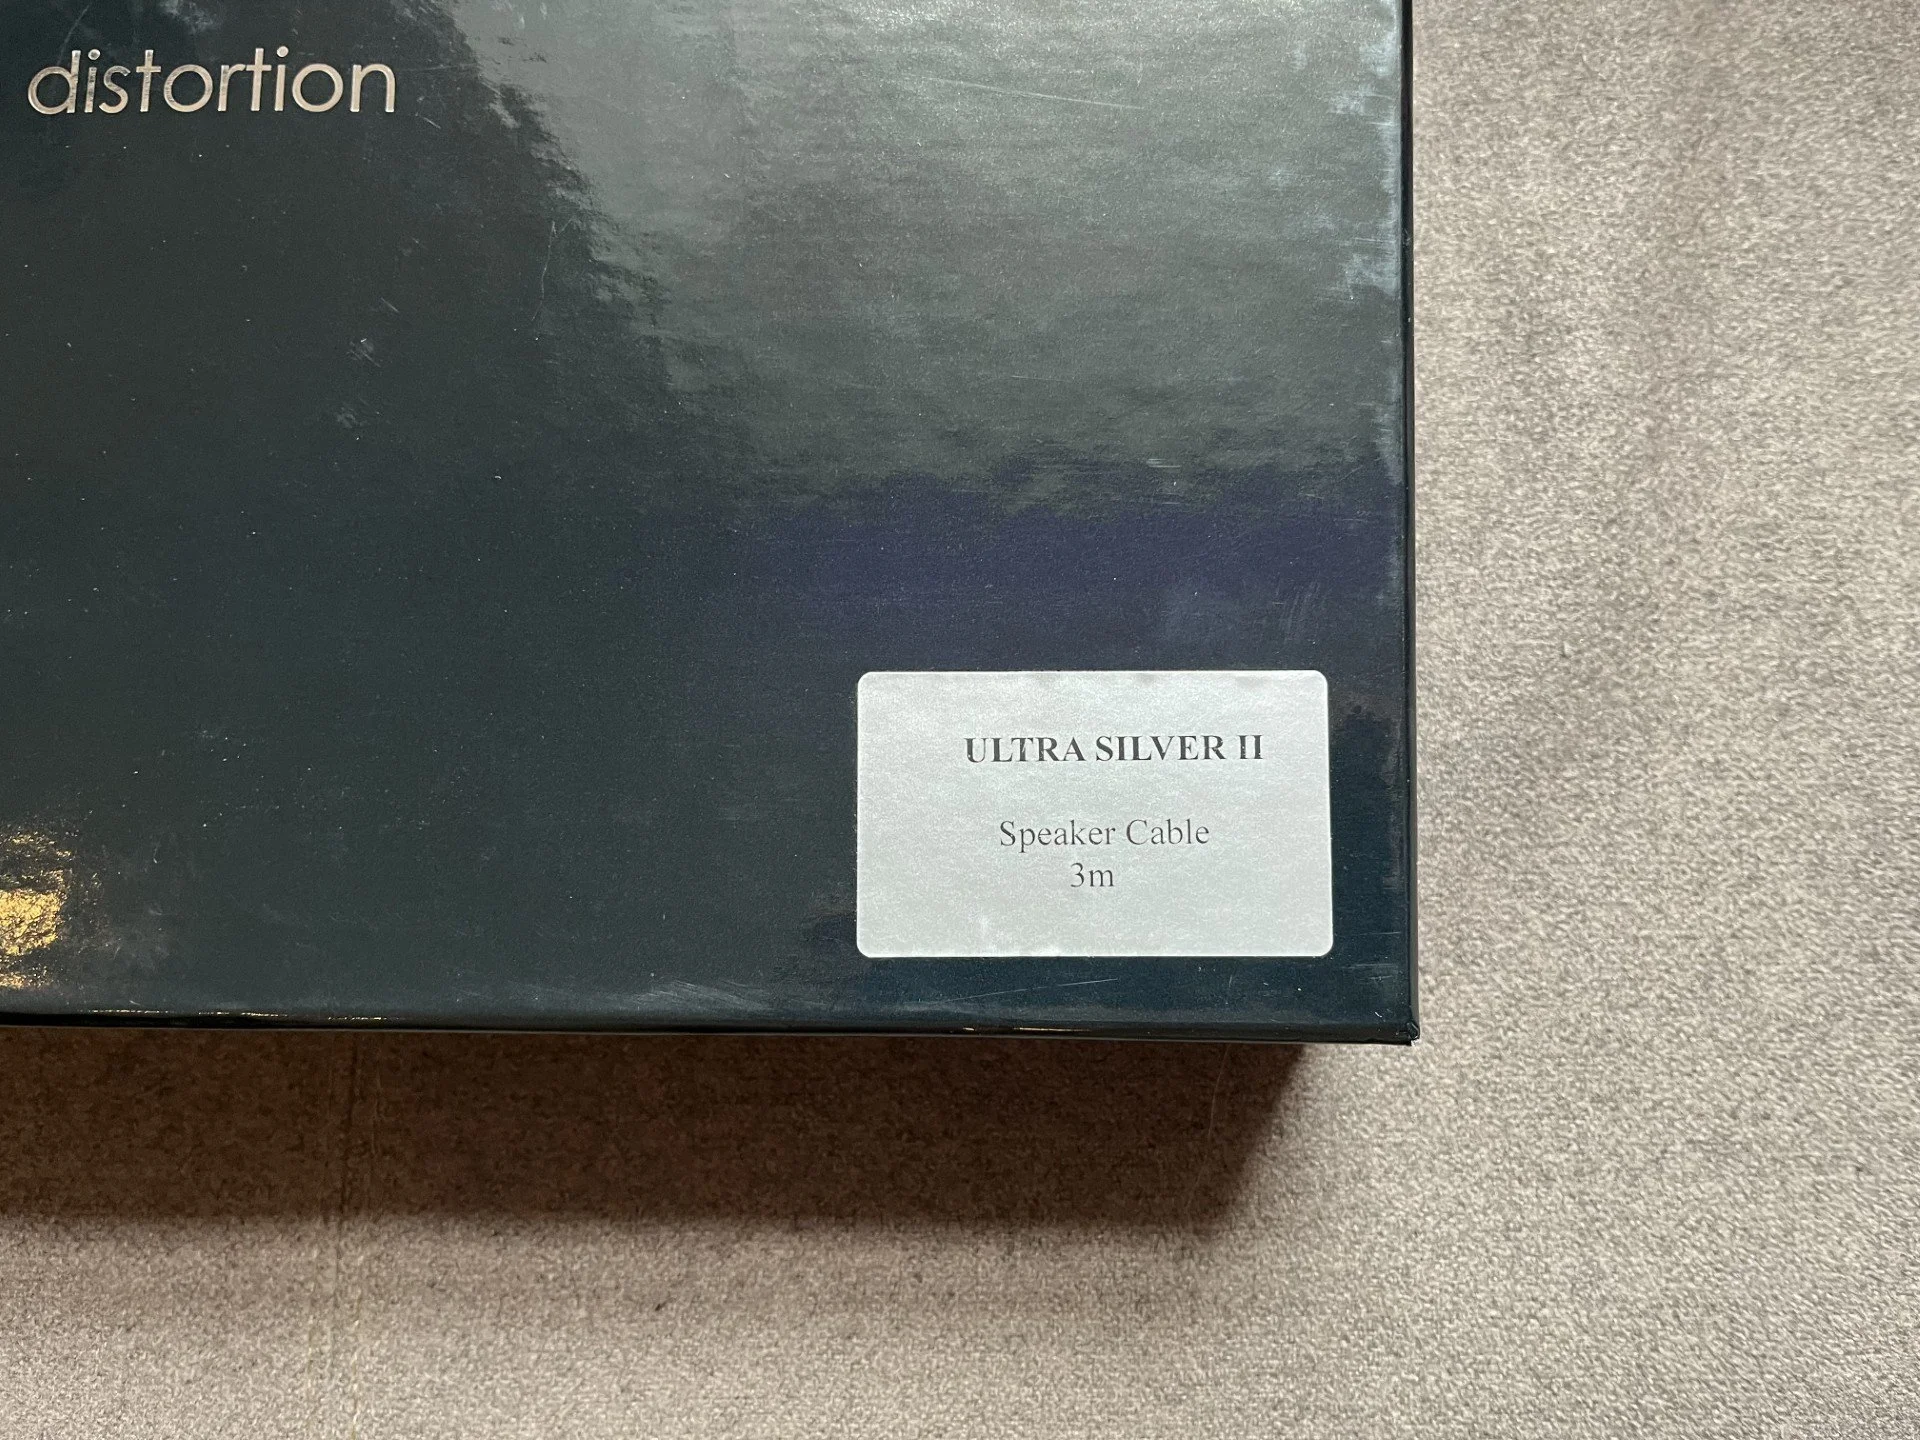 distortion
ULTRA SILVER II
Speaker Cable
3m